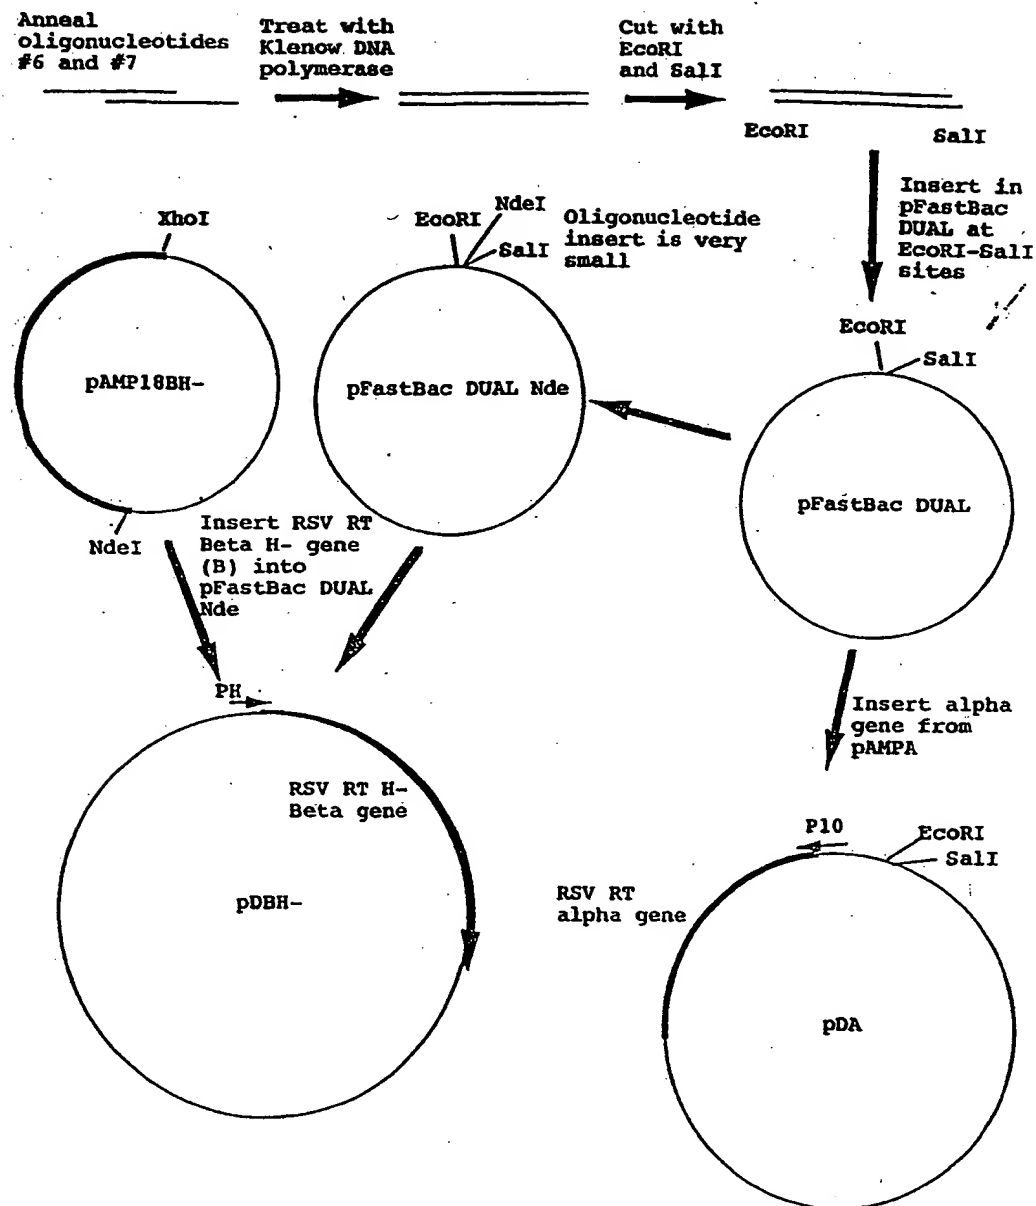 Anneal
oligonucleotides
#6 and #7
Treat with
Klenow DNA
polymerase
Cut with
EcoRI
and SalI
EcoRI
SalI
Insert in
pFastBac
DUAL at
EcoRI-SalI
sites
XhoI
pAMP18BH-
NdeI
EcoRI
NdeI
SalI
Oligonucleotide
insert is very
small
pFastBac DUAL Nde
EcoRI
SalI
pFastBac DUAL
Insert RSV RT
Beta H- gene
(B) into
pFastBac DUAL
Nde
PH
RSV RT H-
Beta gene
pDBH-
Insert alpha
gene from
pAMPA
P10
EcoRI
SalI
RSV RT
alpha gene
pDA